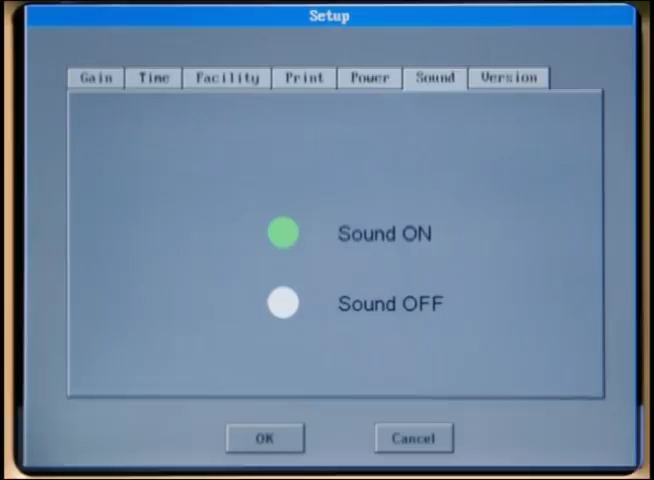 Setup
Gain Time Facility Print Power Sound Version
Sound ON
Sound OFF
OK Cancel